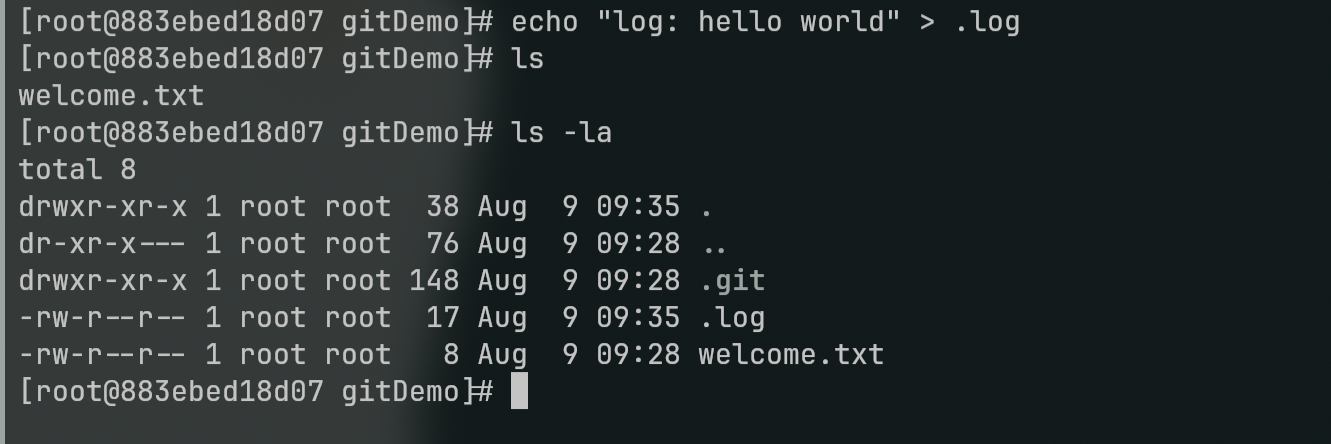 [root@883ebed18d07 gitDemo]# echo "log: hello world" > .log
[root@883ebed18d07 gitDemo]# ls
welcome.txt
[root@883ebed18d07 gitDemo]# ls -la
total 8
drwxr-xr-x 1 root root  38 Aug  9 09:35 .
dr-xr-x--- 1 root root  76 Aug  9 09:28 ..
drwxr-xr-x 1 root root 148 Aug  9 09:28 .git
-rw-r--r-- 1 root root  17 Aug  9 09:35 .log
-rw-r--r-- 1 root root   8 Aug  9 09:28 welcome.txt
[root@883ebed18d07 gitDemo]#